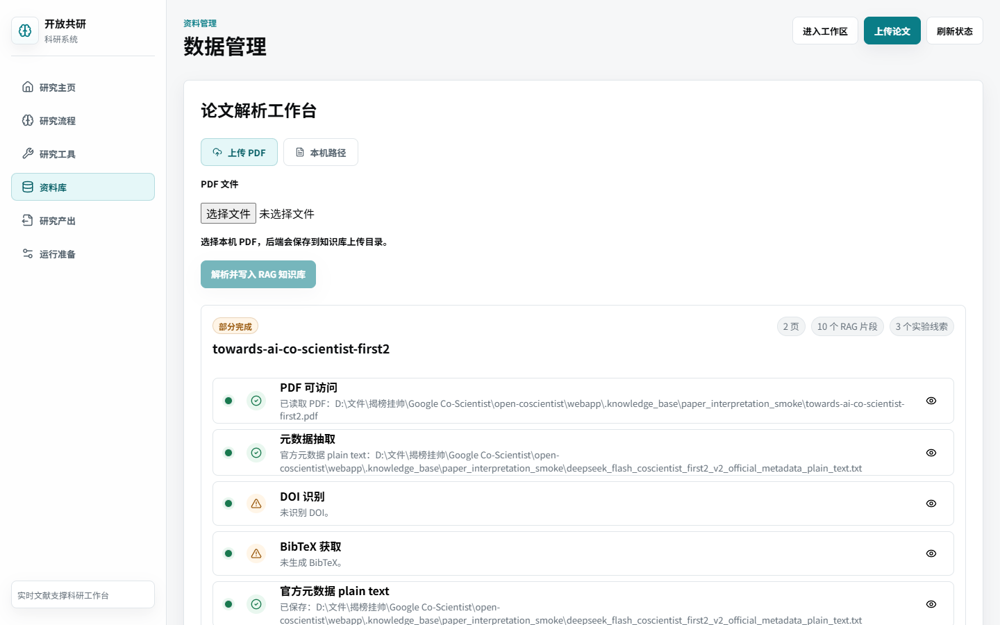 开放共研
科研系统
研究主页
研究流程
研究工具
资料库
研究产出
运行准备
实时文献支撑科研工作台
资料管理
数据管理
进入工作区
上传论文
刷新状态
论文解析工作台
上传 PDF
本机路径
PDF 文件
选择文件 未选择文件
选择本机 PDF，后端会保存到知识库上传目录。
解析并写入 RAG 知识库
部分完成
2 页
10 个 RAG 片段
3 个实验线索
towards-ai-co-scientist-first2
PDF 可访问
已读取 PDF：D:\文件\揭榜挂帅\Google Co-Scientist\open-coscientist\webapp\.knowledge_base\paper_interpretation_smoke\towards-ai-co-scientist-
first2.pdf
元数据抽取
官方元数据 plain text：D:\文件\揭榜挂帅\Google Co-Scientist\open-
coscientist\webapp\.knowledge_base\paper_interpretation_smoke\deepseek_flash_coscientist_first2_v2_official_metadata_plain_text.txt
DOI 识别
未识别 DOI。
BibTeX 获取
未生成 BibTeX。
官方元数据 plain text
已保存：D:\文件\揭榜挂帅\Google Co-Scientist\open-
coscientist\webapp\.knowledge_base\paper_interpretation_smoke\deepseek_flash_coscientist_first2_v2_official_metadata_plain_text.txt